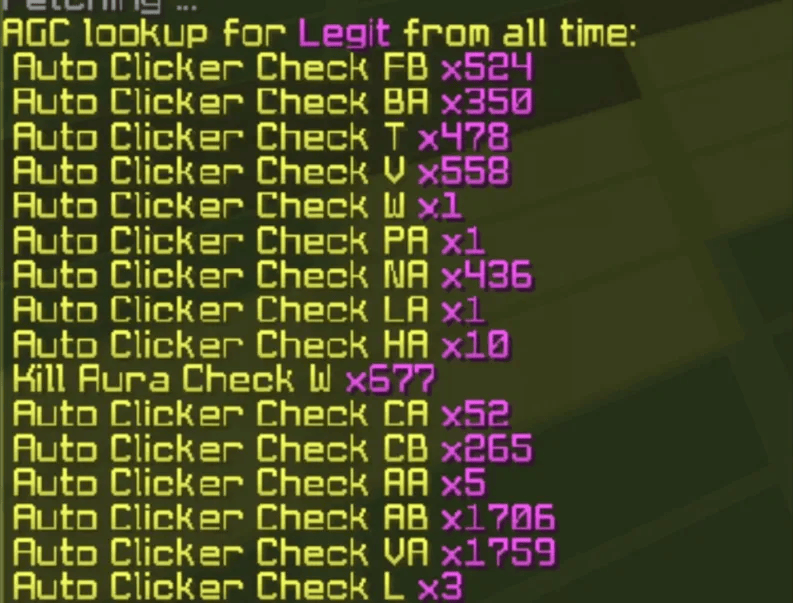 Fetching ...
AGC lookup for Legit from all time:
Auto Clicker Check FB x524
Auto Clicker Check BA x350
Auto Clicker Check T x478
Auto Clicker Check V x558
Auto Clicker Check W x1
Auto Clicker Check PA x1
Auto Clicker Check NA x436
Auto Clicker Check LA x1
Auto Clicker Check HA x10
Kill Aura Check W x677
Auto Clicker Check CA x52
Auto Clicker Check CB x265
Auto Clicker Check AA x5
Auto Clicker Check AB x1706
Auto Clicker Check VA x1759
Auto Clicker Check L x3